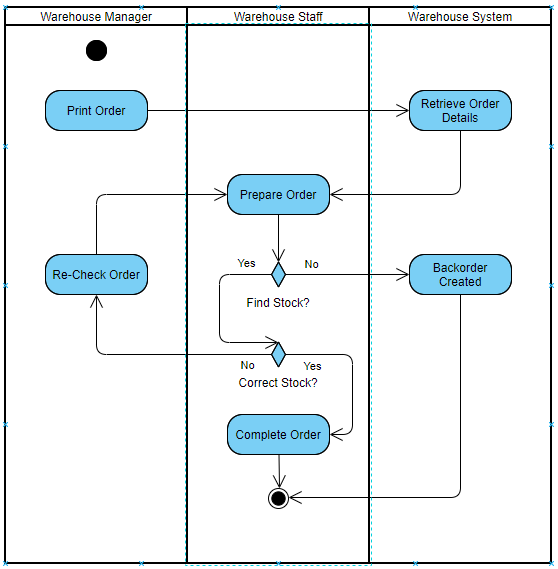 Warehouse Manager
Warehouse Staff
Warehouse System
Print Order
Retrieve Order
Details
Prepare Order
Yes
No
Re-Check Order
Backorder
Created
Find Stock?
No
Yes
Correct Stock?
Complete Order